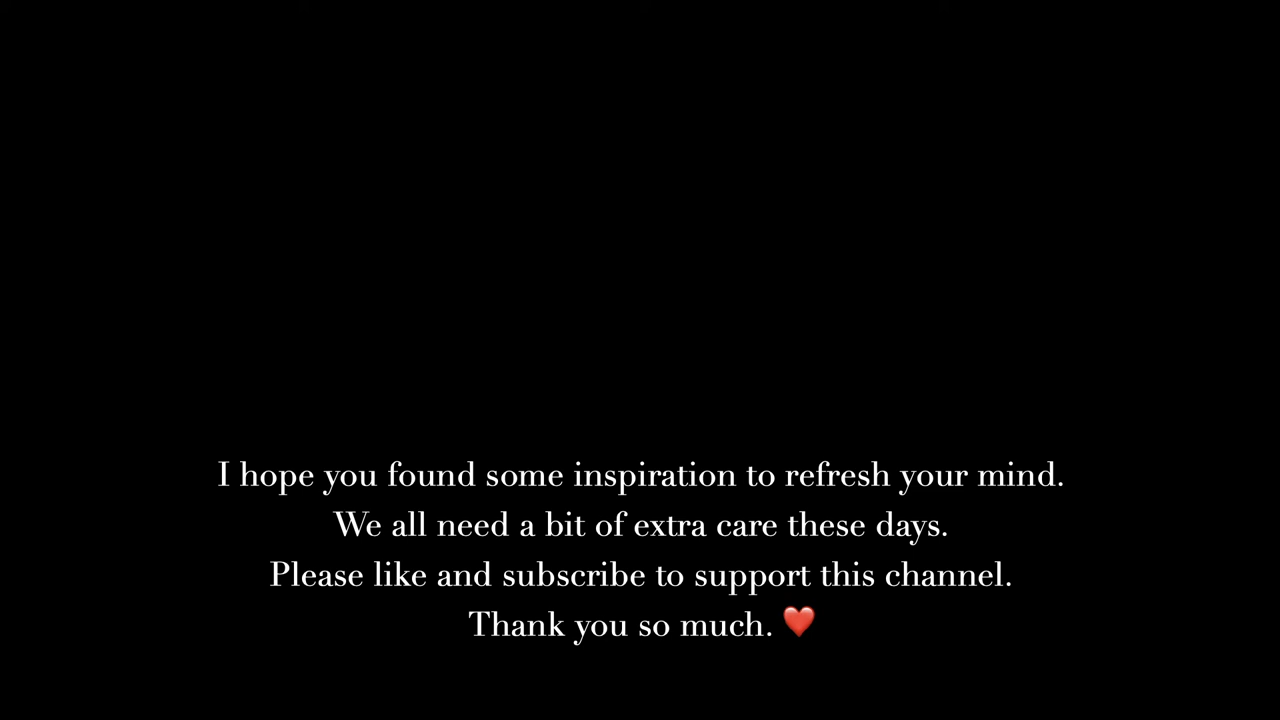 I hope you found some inspiration to refresh your mind.
We all need a bit of extra care these days.
Please like and subscribe to support this channel.
Thank you so much. ❤️